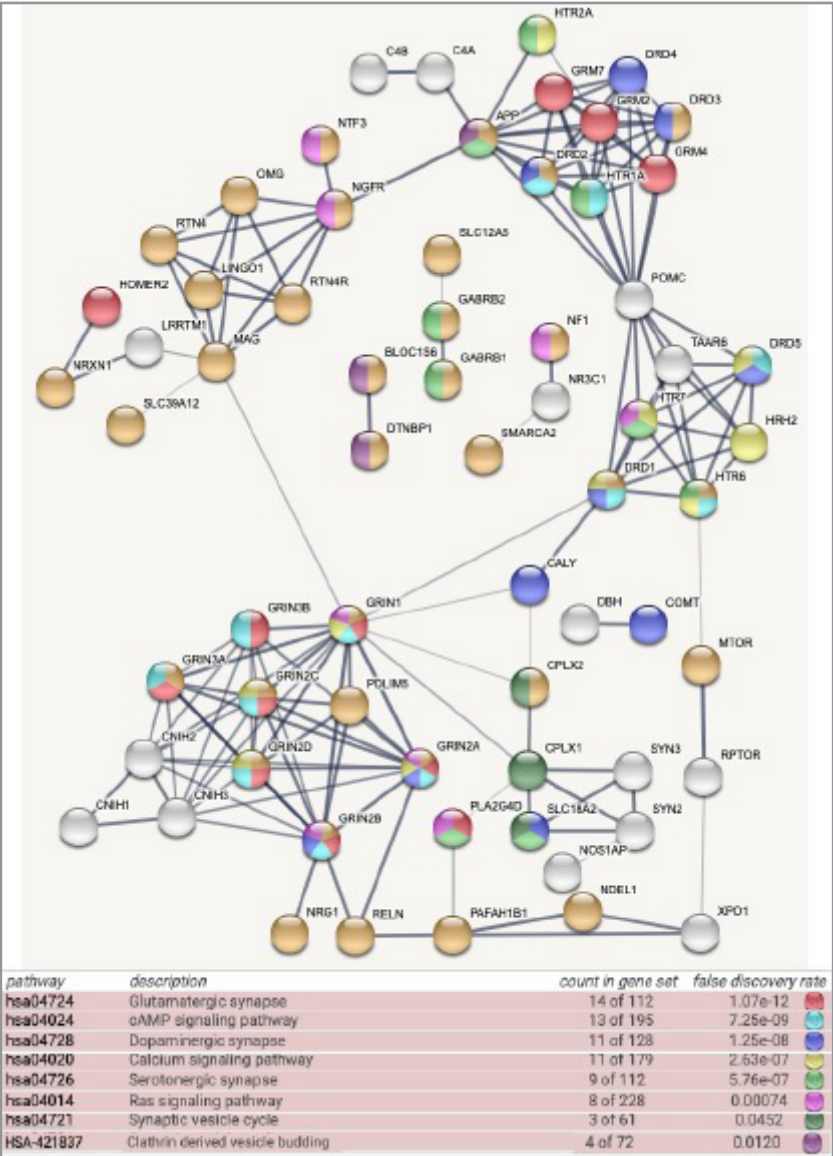 HTR2A
C4B
C4A
DRD4
GRM7
GRM2
DRD3
APP
NTF3
GRM4
DRD2
HTR1A
OMG
NGFR
RTN4
SLC12A5
LINGO1
RTN4R
HOMER2
POMC
GABRB2
LRRTM1
MAG
NF1
TAAR6
DRD5
BLOC1S6
GABRB1
NRXN1
NR3C1
HTR7
SLC39A12
HRH2
DTNBP1
SMARCA2
DRD1
HTR6
CALY
GRIN3B
GRIN1
DBH
COMT
GRIN3A
MTOR
GRIN2C
PDLIM5
CPLX2
CNIH2
GRIN2D
GRIN2A
CPLX1
SYN3
RPTOR
CNIH1
CNIH3
PLA2G4D
SLC18A2
SYN2
GRIN2B
NOS1AP
NDEL1
NRG1
RELN
PAFAH1B1
XPO1
pathway description count in gene set false discovery rate
hsa04724 Glutamatergic synapse 14 of 112 1.07e-12
hsa04024 cAMP signaling pathway 13 of 195 7.25e-09
hsa04728 Dopaminergic synapse 11 of 128 1.25e-08
hsa04020 Calcium signaling pathway 11 of 179 2.63e-07
hsa04726 Serotonergic synapse 9 of 112 5.76e-07
hsa04014 Ras signaling pathway 8 of 228 0.00074
hsa04721 Synaptic vesicle cycle 3 of 61 0.0452
HSA-421837 Clathrin derived vesicle budding 4 of 72 0.0120